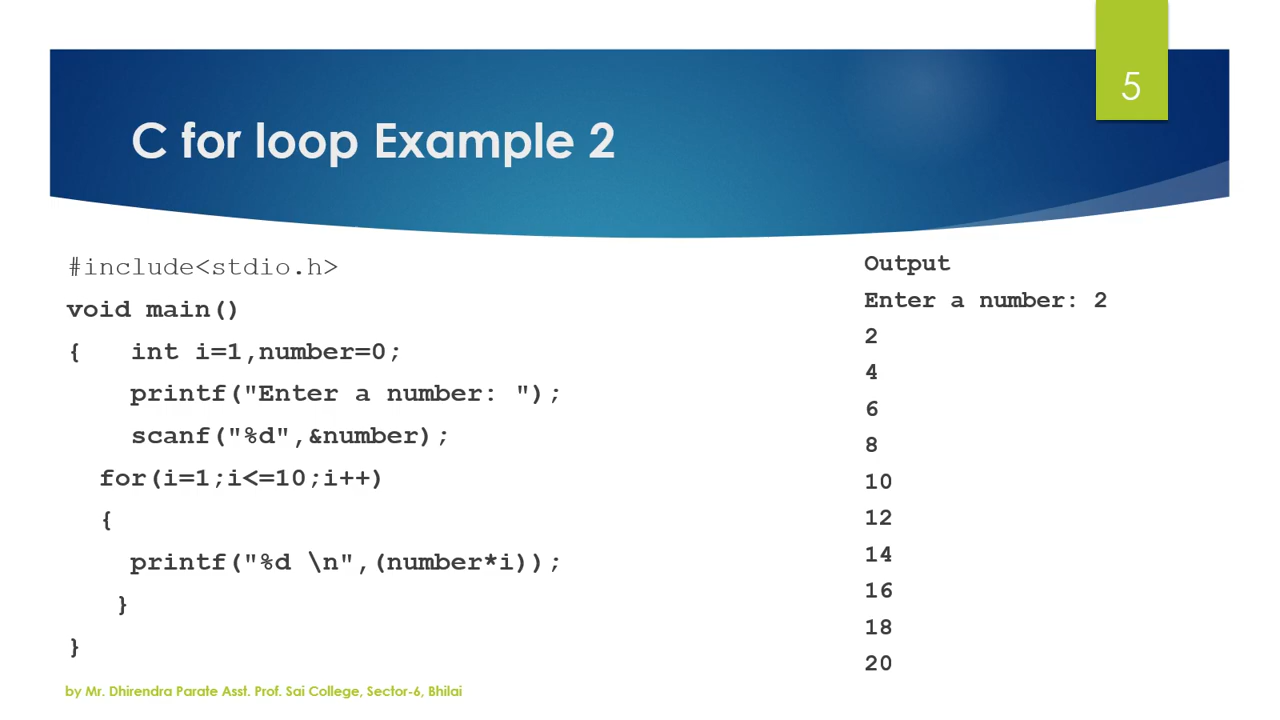 5
C for loop Example 2
#include<stdio.h>
void main()
{   int i=1,number=0;
    printf("Enter a number: ");
    scanf("%d",&number);
  for(i=1;i<=10;i++)
  {
    printf("%d \n",(number*i));
   }
}
Output
Enter a number: 2
2
4
6
8
10
12
14
16
18
20
by Mr. Dhirendra Parate Asst. Prof. Sai College, Sector-6, Bhilai